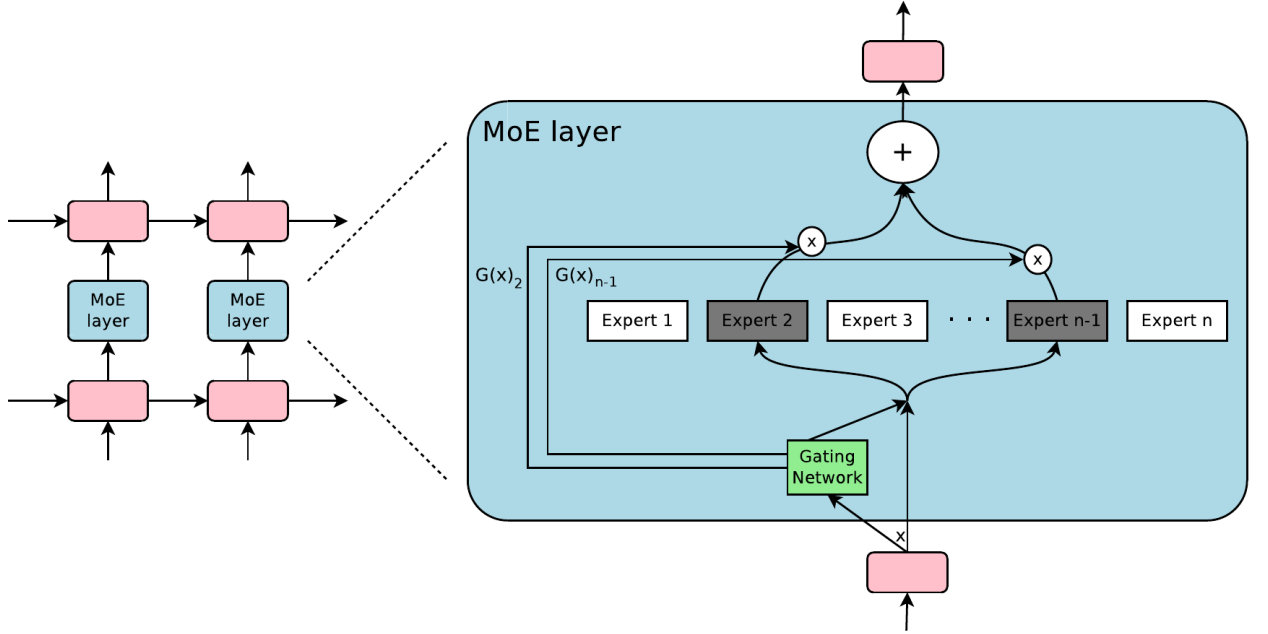 MoE
layer
MoE
layer
MoE layer
+
x
x
G(x)2
G(x)n-1
Expert 1
Expert 2
Expert 3
. . .
Expert n-1
Expert n
Gating
Network
x